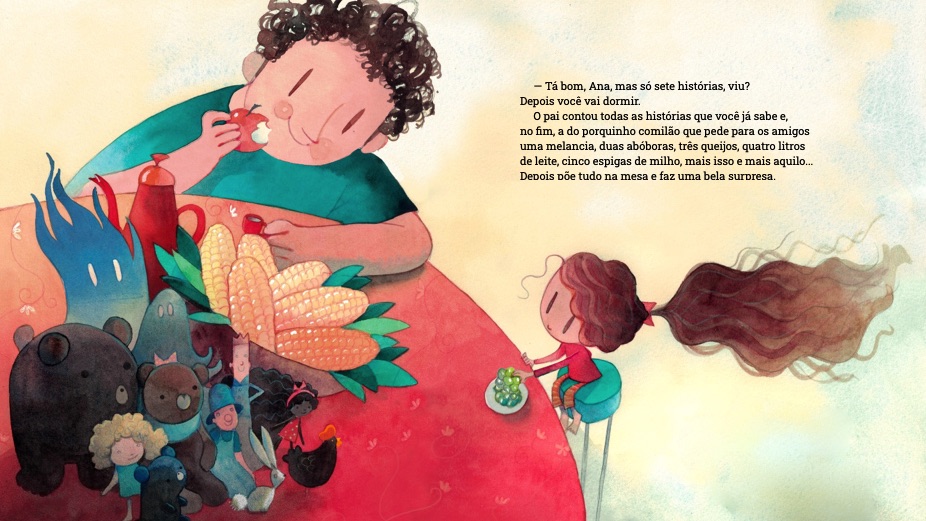 — Tá bom, Ana, mas só sete histórias, viu?
Depois você vai dormir.
O pai contou todas as histórias que você já sabe e,
no fim, a do porquinho comilão que pede para os amigos
uma melancia, duas abóboras, três queijos, quatro litros
de leite, cinco espigas de milho, mais isso e mais aquilo...
Depois põe tudo na mesa e faz uma bela surpresa.